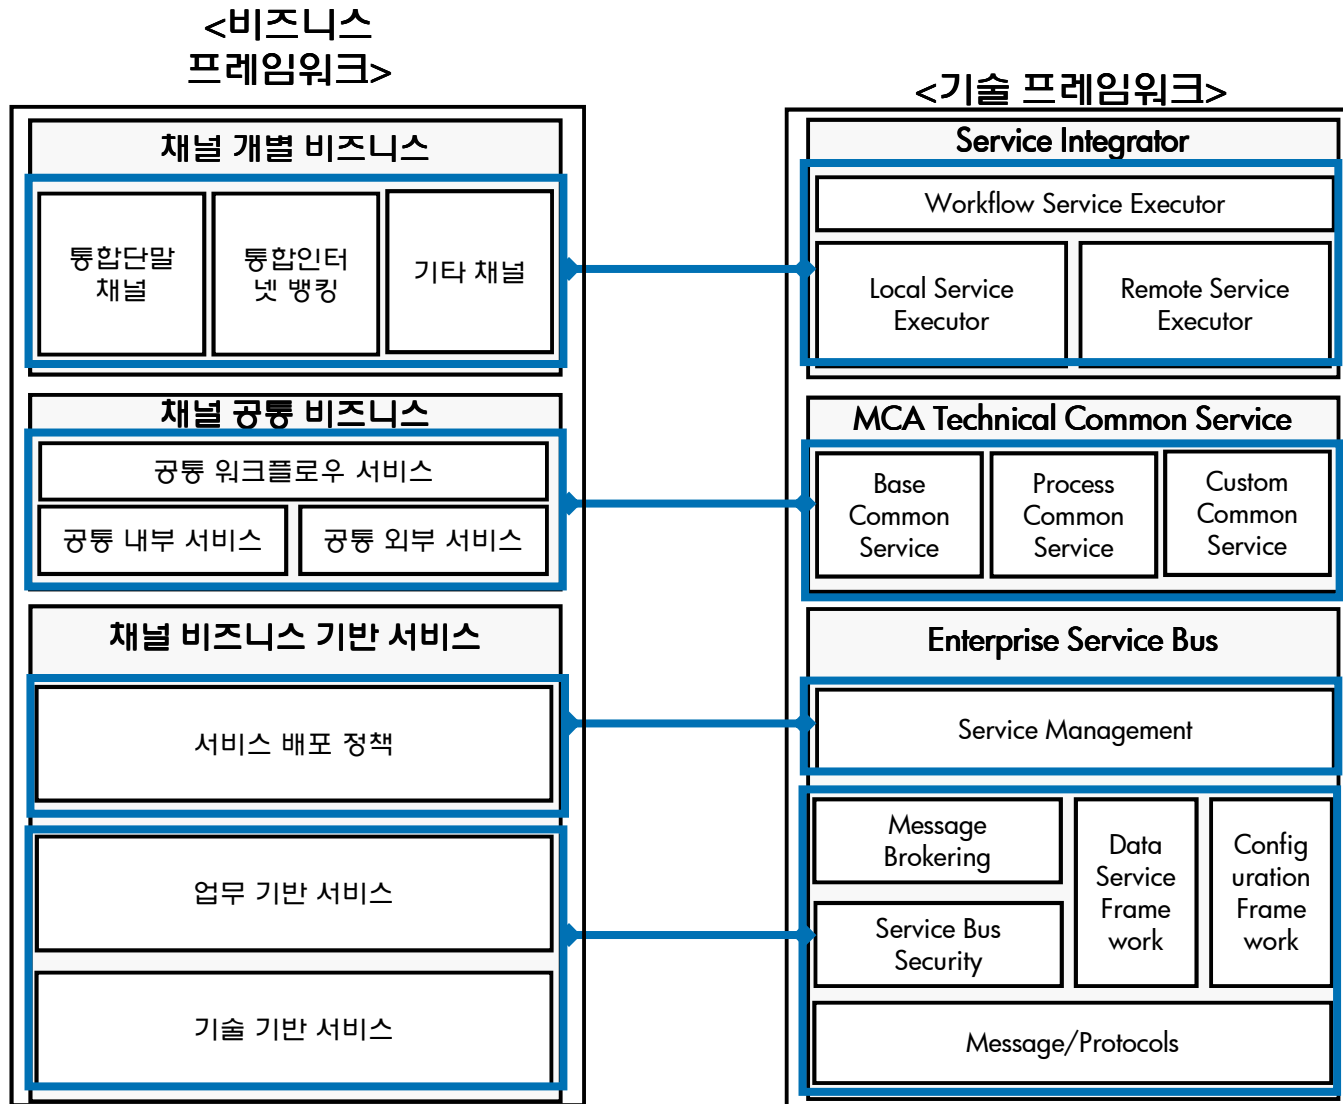 <비즈니스
프레임워크>
채널 개별 비즈니스
통합단말
채널
통합인터
넷 뱅킹
기타 채널
채널 공통 비즈니스
공통 워크플로우 서비스
공통 내부 서비스
공통 외부 서비스
채널 비즈니스 기반 서비스
서비스 배포 정책
업무 기반 서비스
기술 기반 서비스
<기술 프레임워크>
Service Integrator
Workflow Service Executor
Local Service
Executor
Remote Service
Executor
MCA Technical Common Service
Base
Common
Service
Process
Common
Service
Custom
Common
Service
Enterprise Service Bus
Service Management
Message
Brokering
Service Bus
Security
Data
Service
Frame
work
Config
uration
Frame
work
Message/Protocols